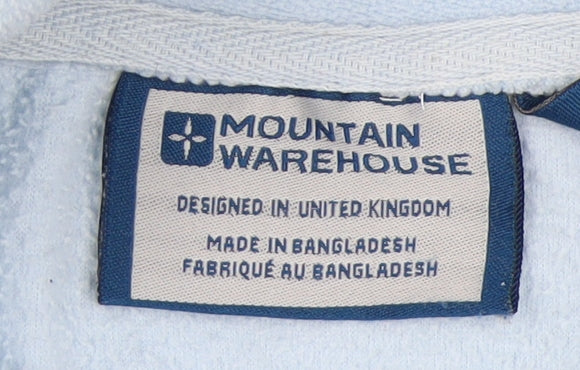 MOUNTAIN
WAREHOUSE
DESIGNED IN UNITED KINGDOM
MADE IN BANGLADESH
FABRIQUÉ AU BANGLADESH